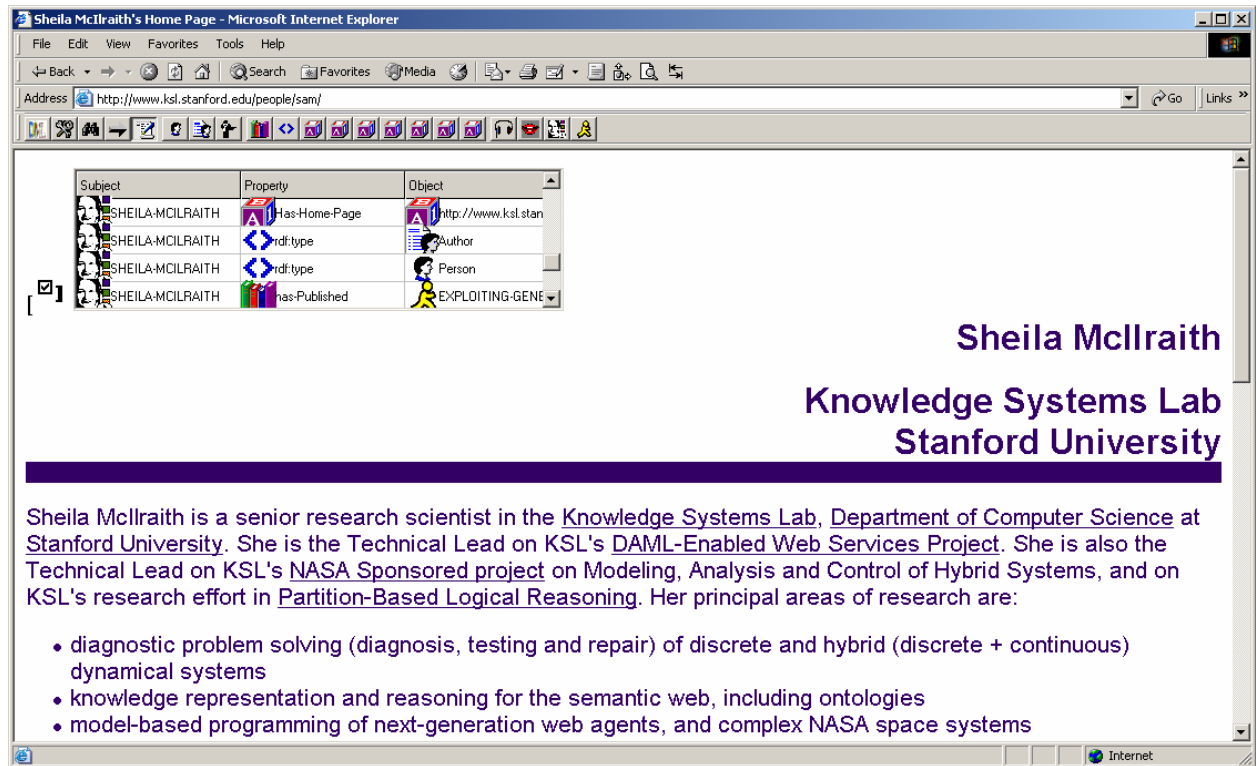 Sheila McIlraith's Home Page - Microsoft Internet Explorer
File Edit View Favorites Tools Help
Back Search Favorites Media
Address http://www.ksl.stanford.edu/people/sam/ Go Links »
Subject Property Object
SHEILA-MCILRAITH Has-Home-Page http://www.ksl.stan
SHEILA-MCILRAITH rdf:type Author
SHEILA-MCILRAITH rdf:type Person
SHEILA-MCILRAITH has-Published EXPLOITING-GENE
[ ]
Sheila McIlraith
Knowledge Systems Lab
Stanford University
Sheila McIlraith is a senior research scientist in the Knowledge Systems Lab, Department of Computer Science at
Stanford University. She is the Technical Lead on KSL's DAML-Enabled Web Services Project. She is also the
Technical Lead on KSL's NASA Sponsored project on Modeling, Analysis and Control of Hybrid Systems, and on
KSL's research effort in Partition-Based Logical Reasoning. Her principal areas of research are:
• diagnostic problem solving (diagnosis, testing and repair) of discrete and hybrid (discrete + continuous)
dynamical systems
• knowledge representation and reasoning for the semantic web, including ontologies
• model-based programming of next-generation web agents, and complex NASA space systems
Internet